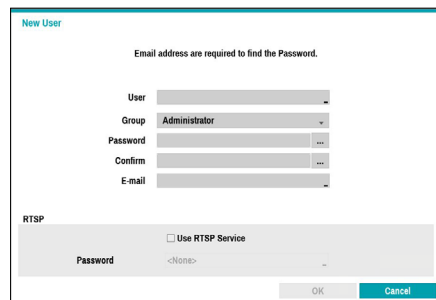 New User
Email address are required to find the Password.
User
Group Administrator
Password ...
Confirm ...
E-mail
RTSP
Use RTSP Service
Password <None>
OK Cancel